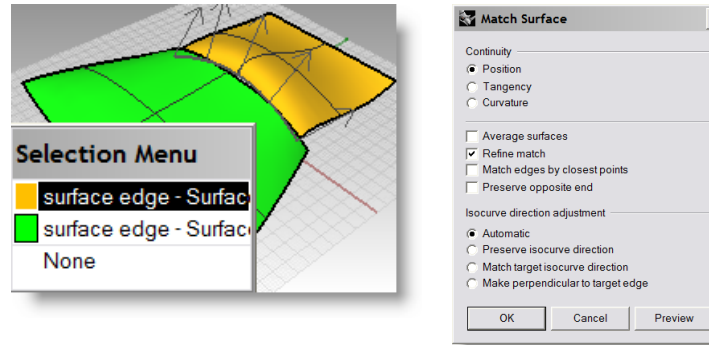 Selection Menu
surface edge - Surfac
surface edge - Surfac
None
Match Surface
Continuity
Position
Tangency
Curvature
Average surfaces
Refine match
Match edges by closest points
Preserve opposite end
Isocurve direction adjustment
Automatic
Preserve isocurve direction
Match target isocurve direction
Make perpendicular to target edge
OK Cancel Preview